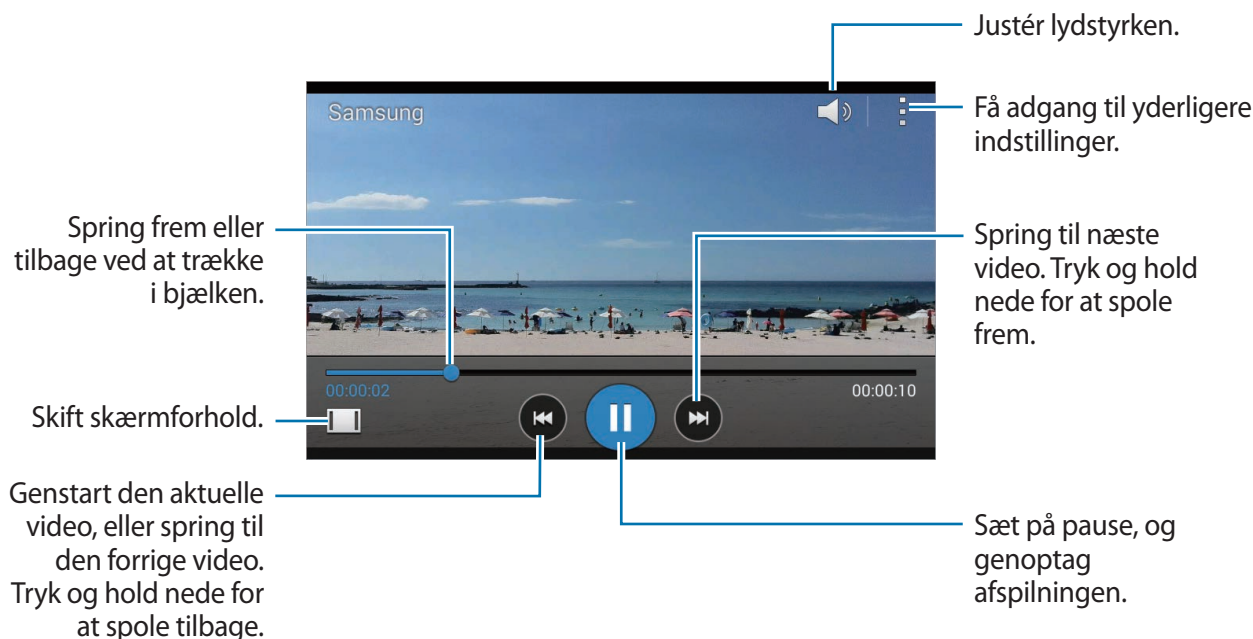 Justér lydstyrken.
Samsung
Få adgang til yderligere
indstillinger.
Spring frem eller
tilbage ved at trække
i bjælken.
Spring til næste
video. Tryk og hold
nede for at spole
frem.
00:00:02
00:00:10
Skift skærmforhold.
Genstart den aktuelle
video, eller spring til
den forrige video.
Tryk og hold nede for
at spole tilbage.
Sæt på pause, og
genoptag
afspilningen.